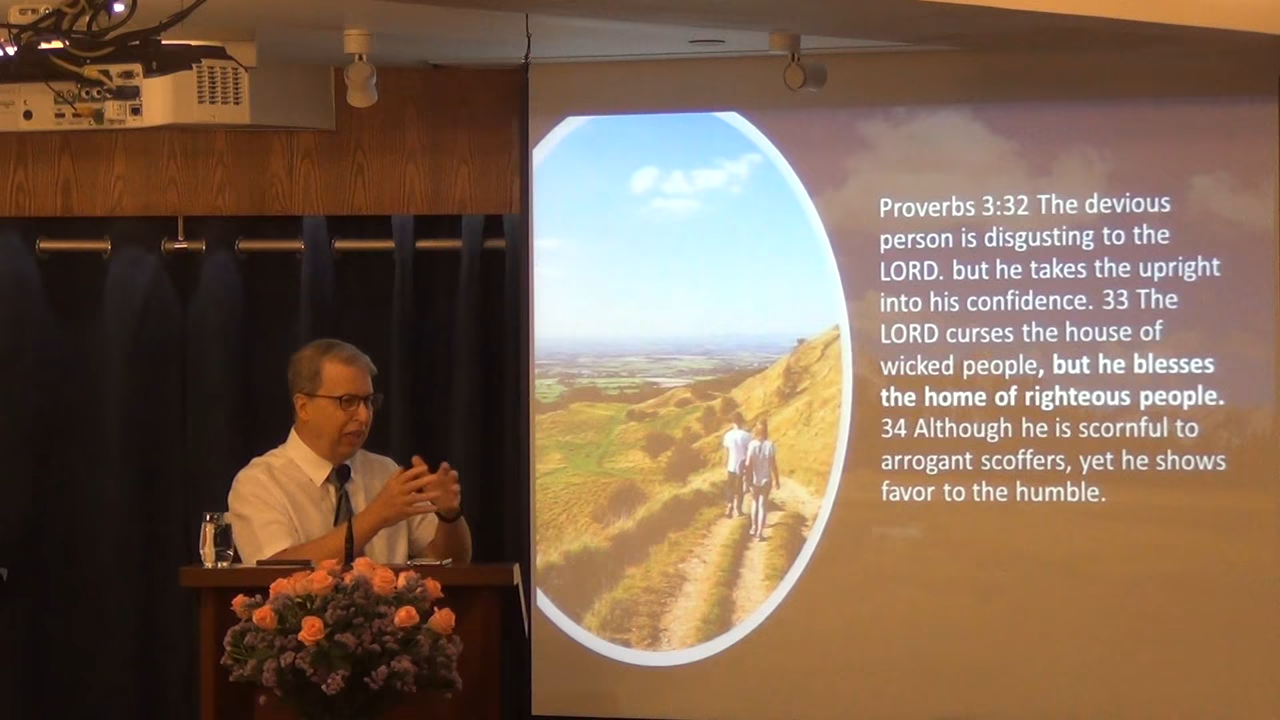 Proverbs 3:32 The devious
person is disgusting to the
LORD. but he takes the upright
into his confidence. 33 The
LORD curses the house of
wicked people, but he blesses
the home of righteous people.
34 Although he is scornful to
arrogant scoffers, yet he shows
favor to the humble.